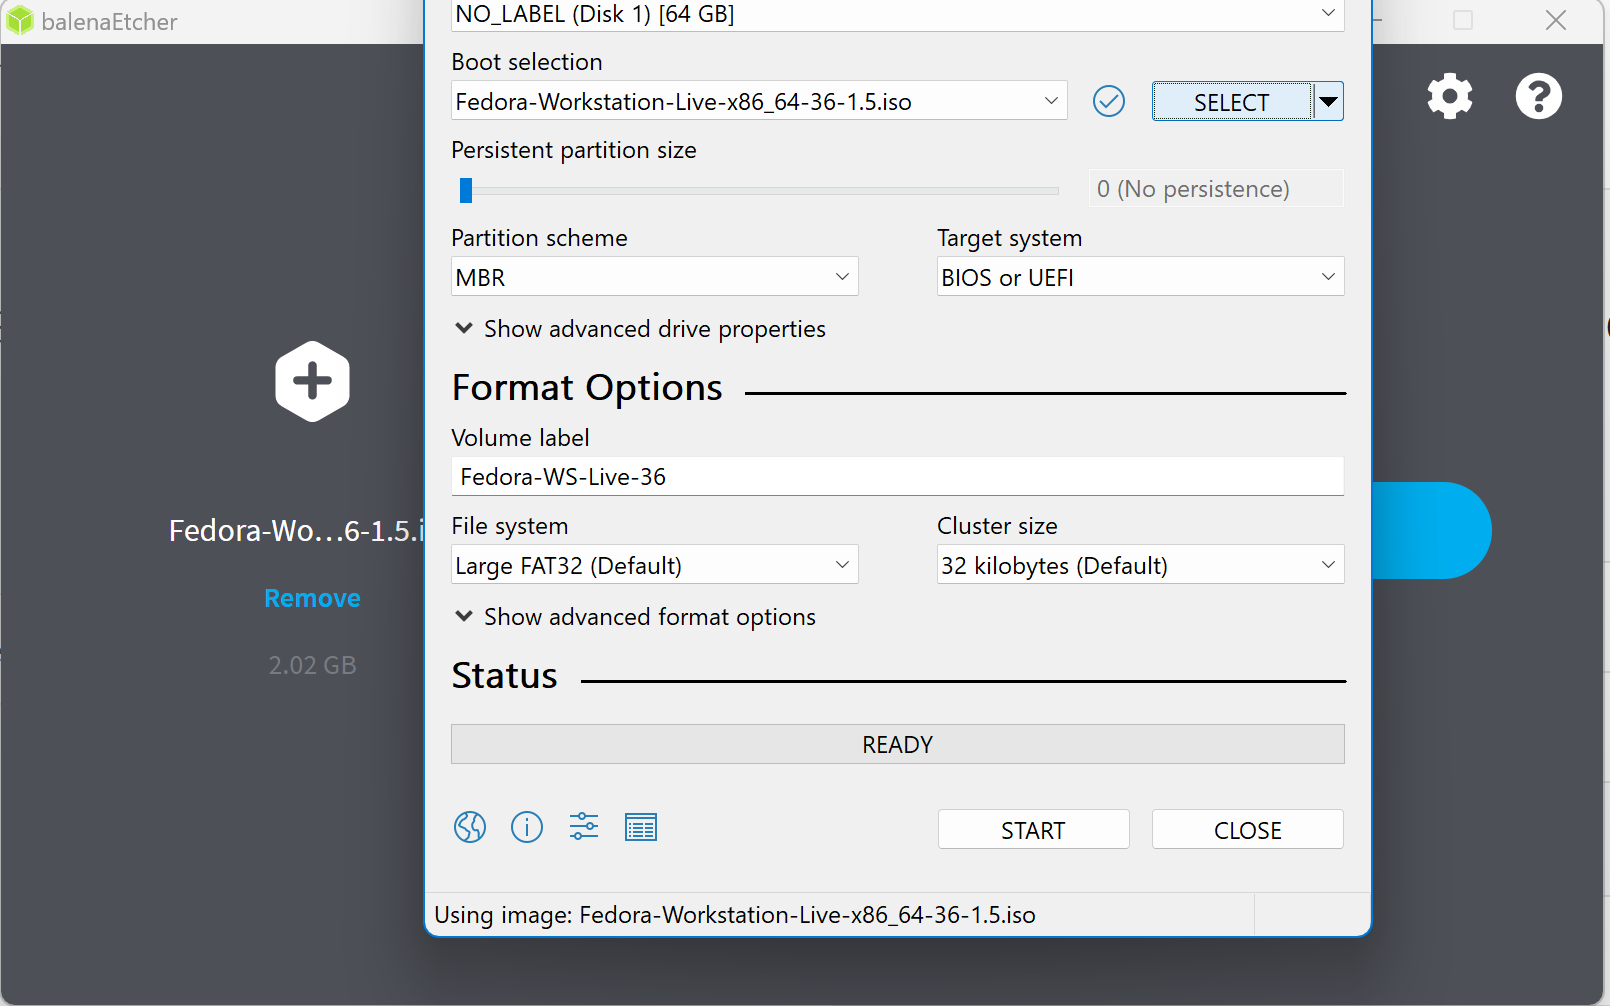 balenaEtcher
NO_LABEL (Disk 1) [64 GB]
Boot selection
Fedora-Workstation-Live-x86_64-36-1.5.iso
SELECT
Persistent partition size
0 (No persistence)
Partition scheme
Target system
MBR
BIOS or UEFI
Show advanced drive properties
Format Options
Volume label
Fedora-WS-Live-36
File system
Cluster size
Large FAT32 (Default)
32 kilobytes (Default)
Show advanced format options
Status
READY
START
CLOSE
Using image: Fedora-Workstation-Live-x86_64-36-1.5.iso
Fedora-Wo...6-1.5.i
Remove
2.02 GB